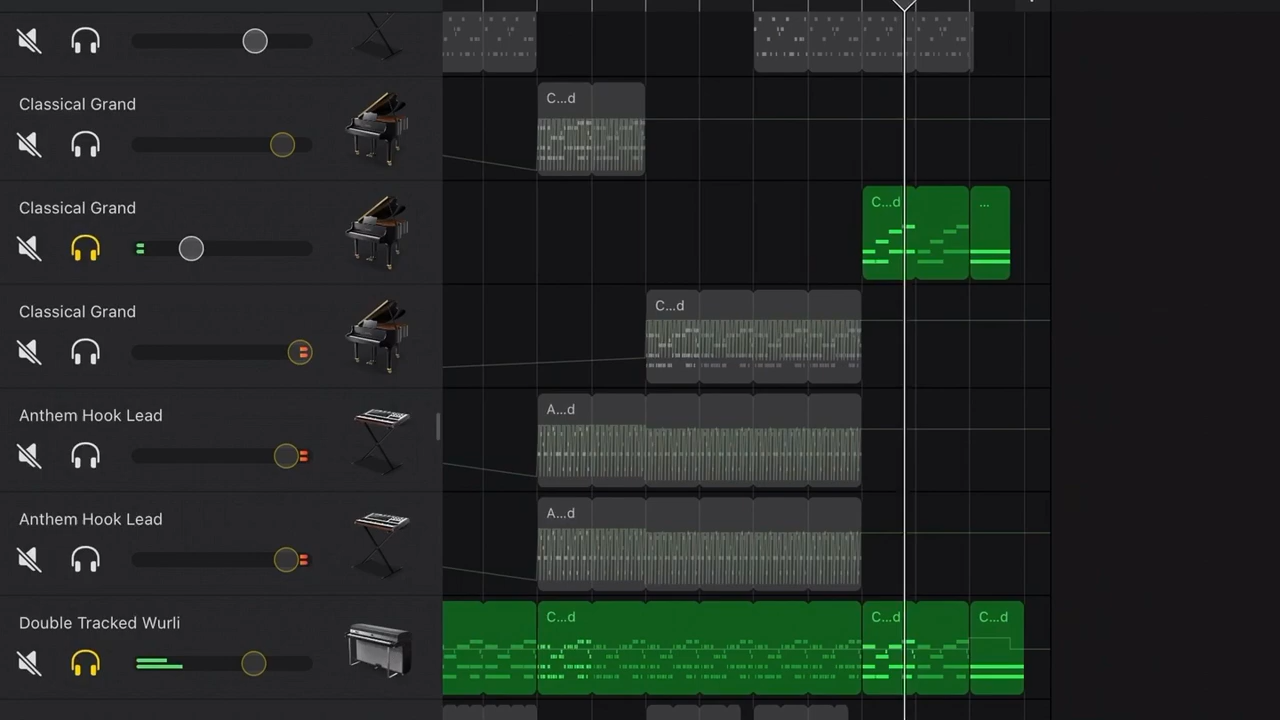 Classical Grand
C...d
Classical Grand
C...d
...
Classical Grand
C...d
Anthem Hook Lead
A...d
Anthem Hook Lead
A...d
Double Tracked Wurli
C...d
C...d
C...d